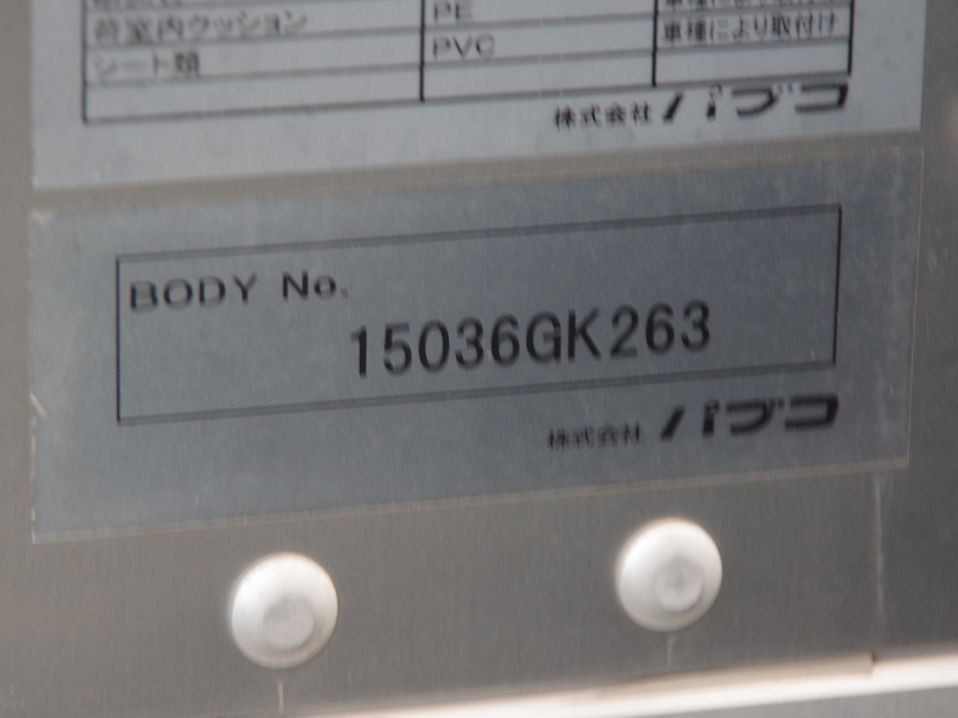 PE
荷室内クッション PVC 車種により取付け
シート類
株式会社 パブコ
BODY No.
15036GK263
株式会社 パブコ